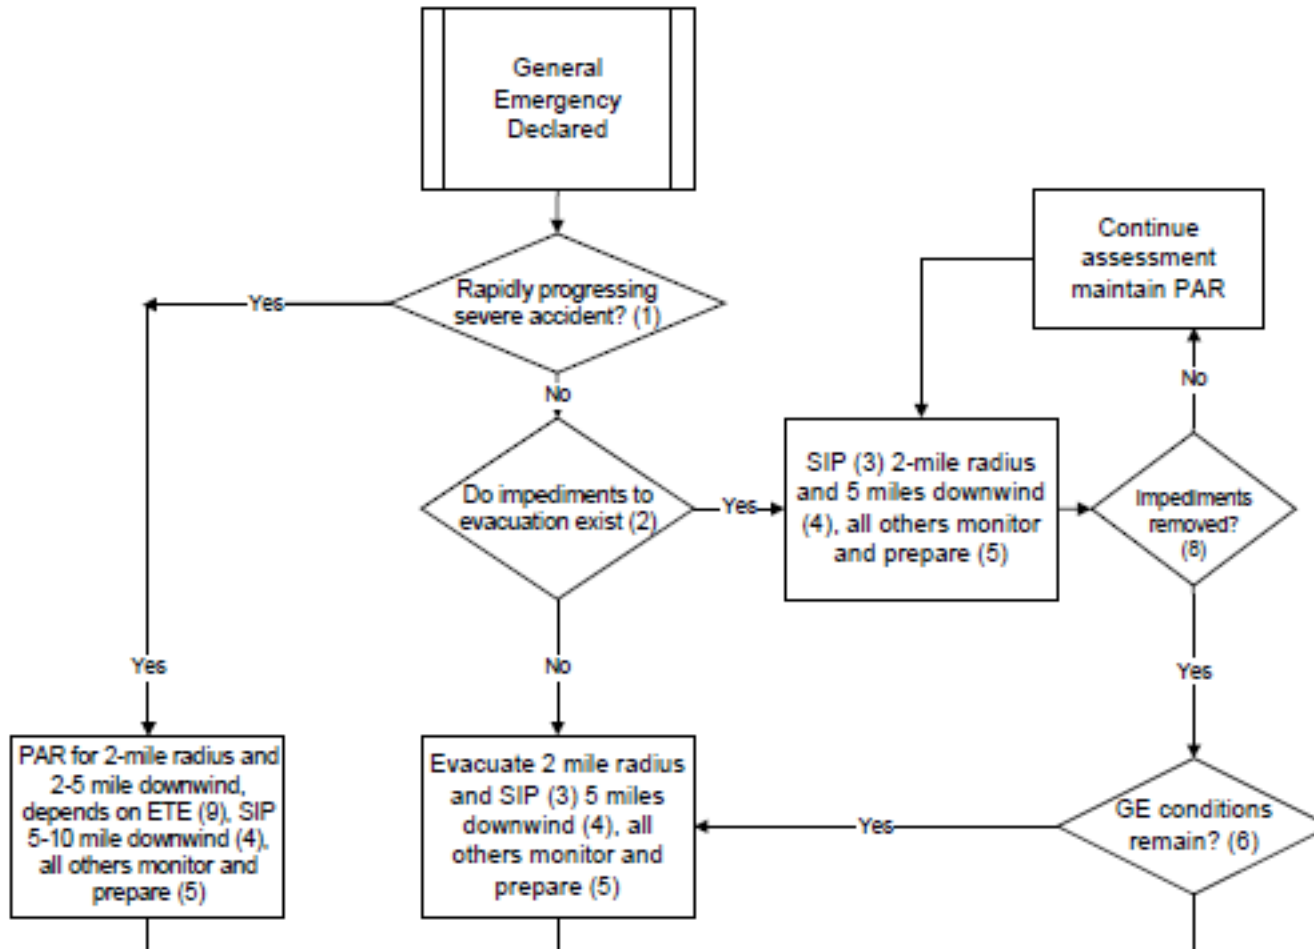 General
Emergency
Declared
Continue
assessment
maintain PAR
Rapidly progressing
severe accident? (1)
Yes
No
No
SIP (3) 2-mile radius
and 5 miles downwind
(4), all others monitor
and prepare (5)
Do impediments to
evacuation exist (2)
Yes
Impediments
removed?
(8)
Yes
No
Yes
PAR for 2-mile radius and
2-5 mile downwind,
depends on ETE (9), SIP
5-10 mile downwind (4),
all others monitor and
prepare (5)
Evacuate 2 mile radius
and SIP (3) 5 miles
downwind (4), all
others monitor and
prepare (5)
Yes
GE conditions
remain? (6)